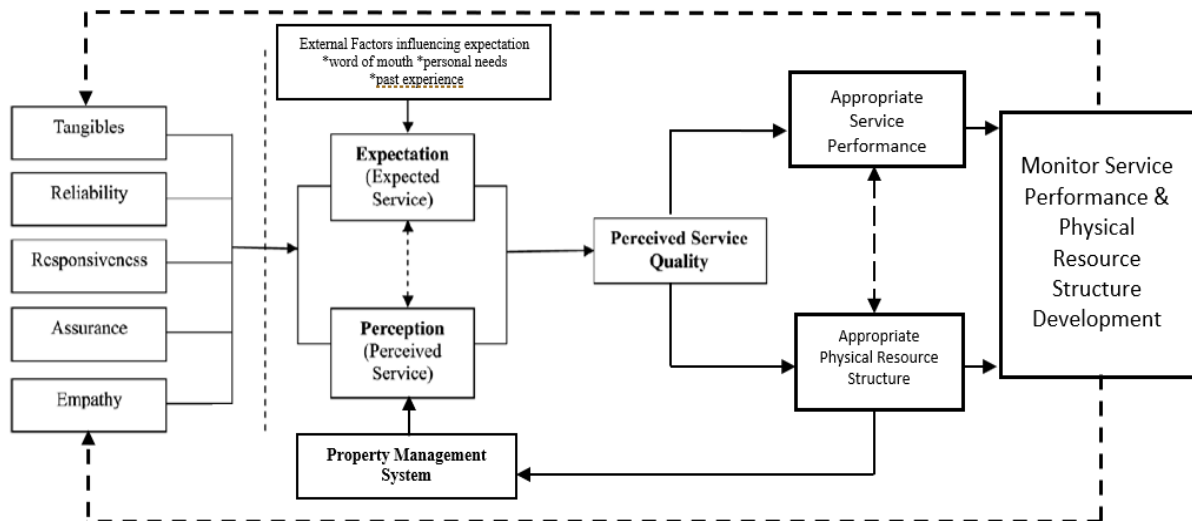 External Factors influencing expectation
*word of mouth *personal needs
*past experience
Tangibles
Reliability
Responsiveness
Assurance
Empathy
Expectation
(Expected
Service)
Perception
(Perceived
Service)
Property Management
System
Perceived Service
Quality
Appropriate
Service
Performance
Appropriate
Physical Resource
Structure
Monitor Service
Performance &
Physical
Resource
Structure
Development